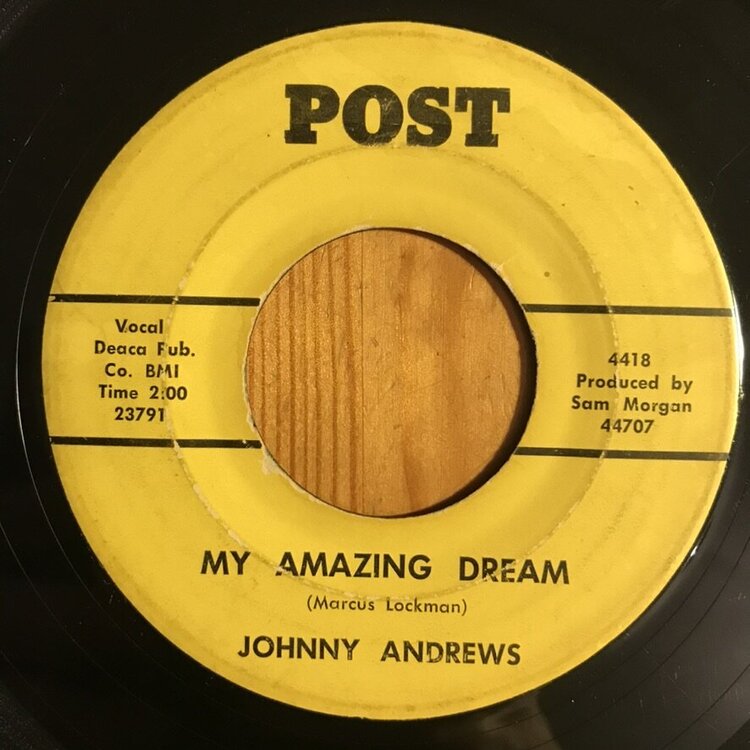 POST
Vocal
Deaca Pub.
Co. BMI
Time 2:00
23791
4418
Produced by
Sam Morgan
44707
MY AMAZING DREAM
(Marcus Lockman)
JOHNNY ANDREWS